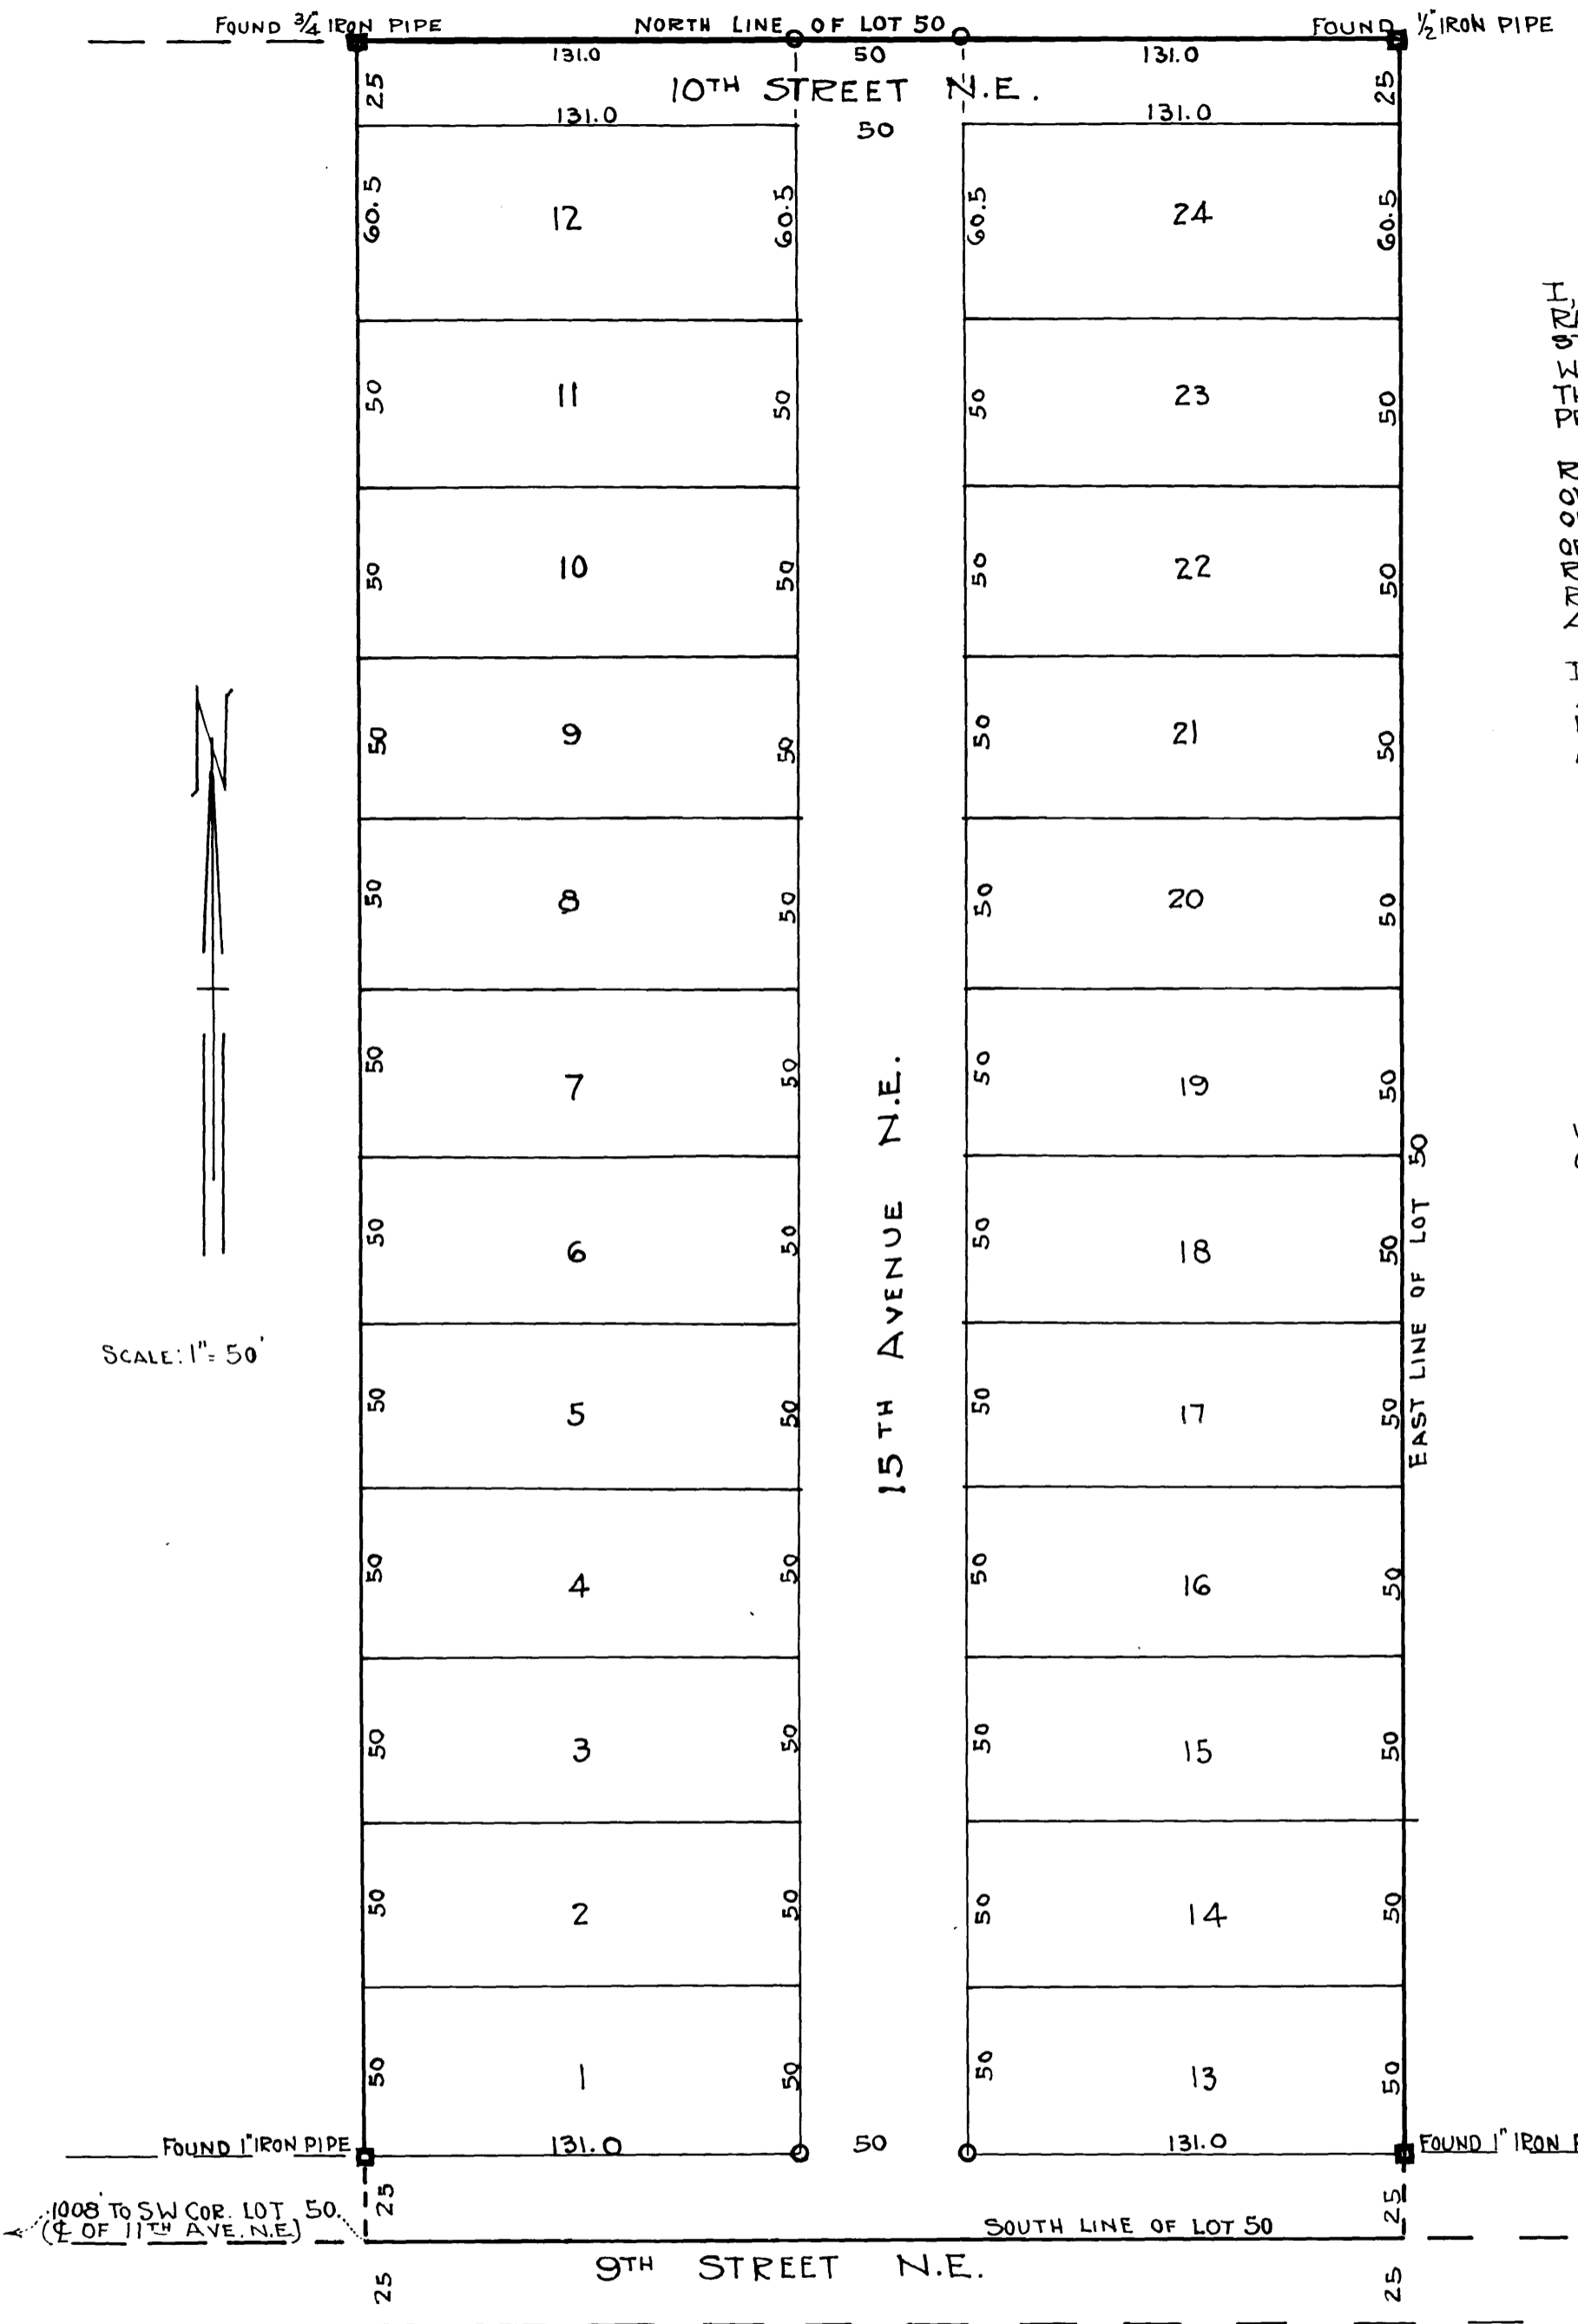 FOUND 3/4" IRON PIPE NORTH LINE OF LOT 50 FOUND 1/2" IRON PIPE
131.0 50 131.0
25 10TH STREET N.E. 25
131.0 50 131.0
60.5 12 60.5 60.5 24 60.5
50 11 50 50 23 50
50 10 50 50 22 50
50 9 50 50 21 50
50 8 50 50 20 50
50 7 50 50 19 50
50 6 50 50 18 50
50 5 50 50 17 50
50 4 50 50 16 50
50 3 50 50 15 50
50 2 50 50 14 50
50 1 50 50 13 50
15TH AVENUE N.E.
EAST LINE OF LOT 50
N
SCALE: 1" = 50'
FOUND 1" IRON PIPE 131.0 50 131.0 FOUND 1" IRON
25 25
1008' TO SW COR. LOT 50.
(℄ OF 11TH AVE. N.E.)
SOUTH LINE OF LOT 50
9TH STREET N.E.
25 25